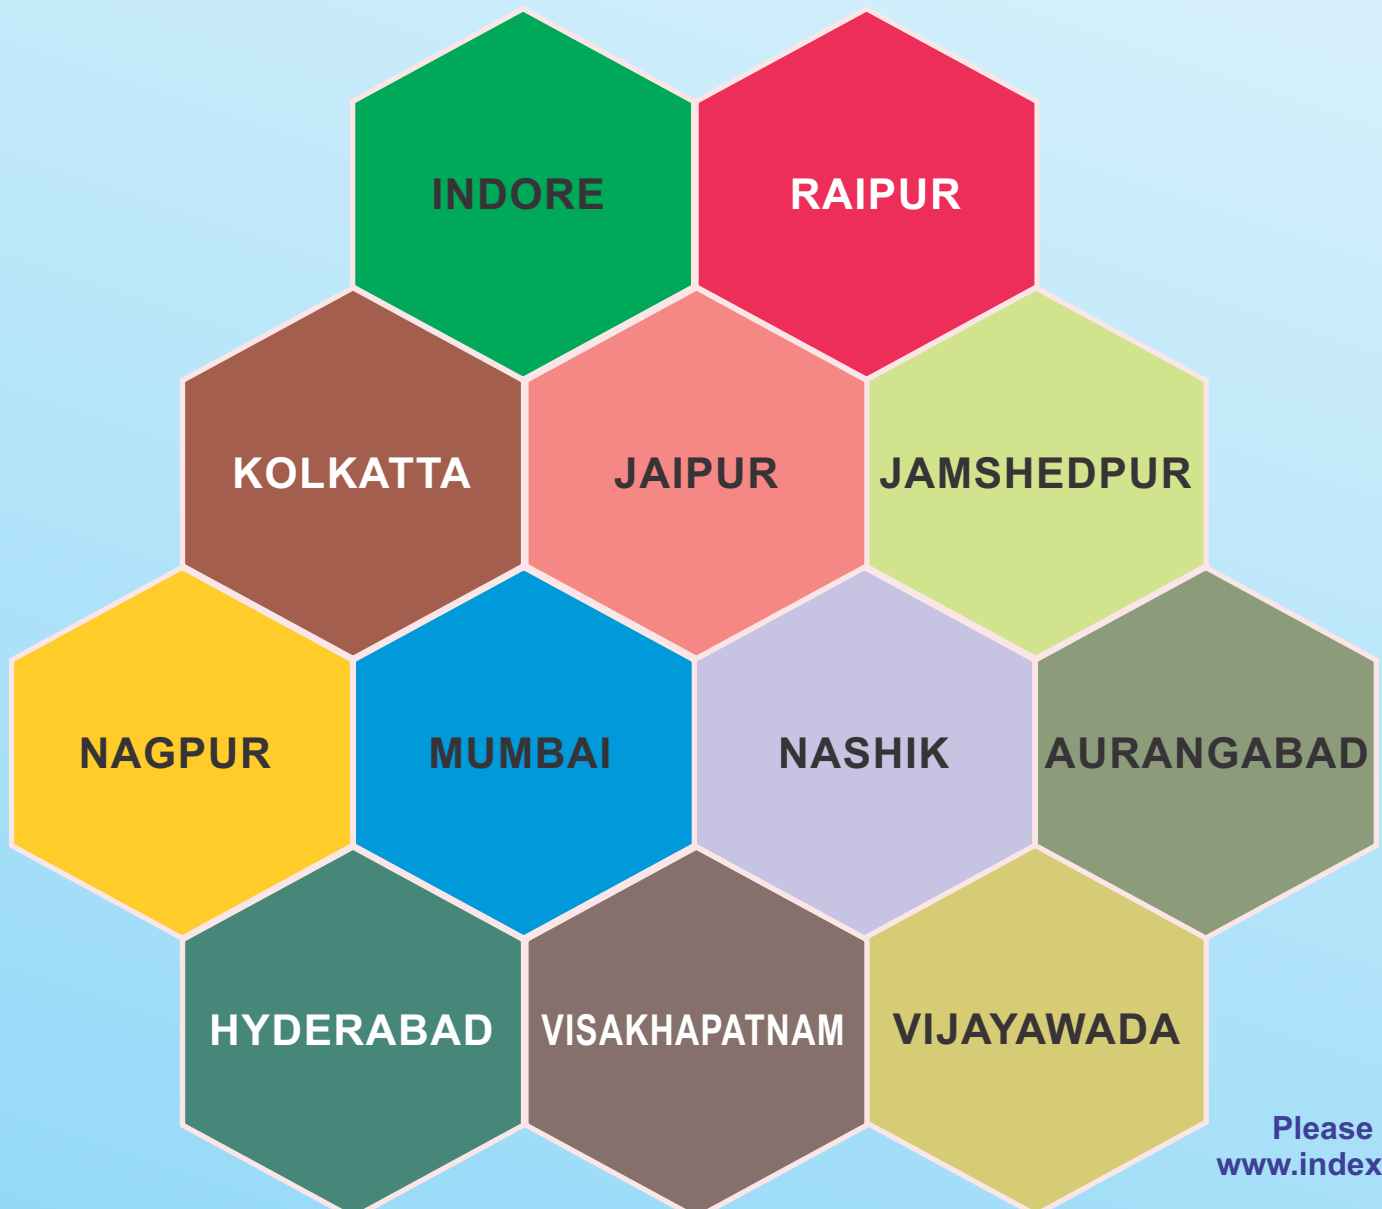 INDORE RAIPUR
KOLKATTA JAIPUR JAMSHEDPUR
NAGPUR MUMBAI NASHIK AURANGABAD
HYDERABAD VISAKHAPATNAM VIJAYAWADA
Please
www.index